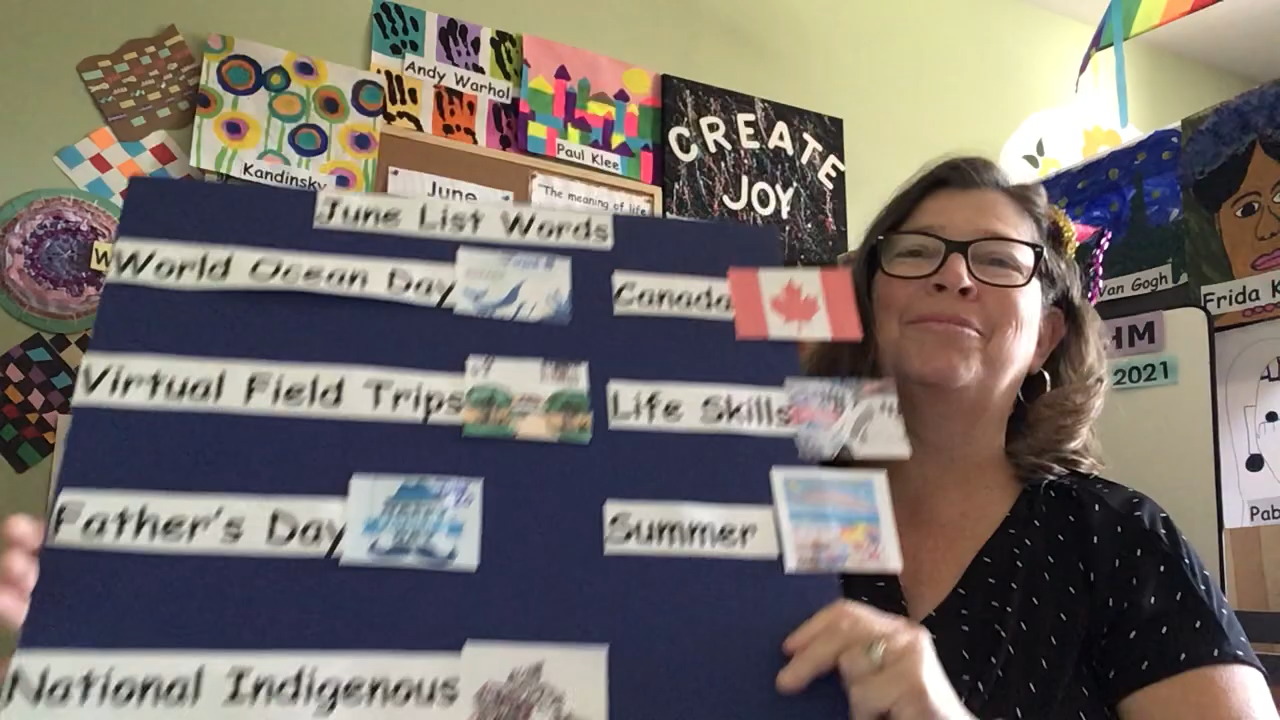 Andy Warhol
Kandinsky
Paul Klee
CREATE
JOY
June
"The meaning of life
June List Words
World Ocean Day
Canada
Virtual Field Trips
Life Skills
Father's Day
Summer
National Indigenous
Van Gogh
Frida K
HM
2021
Pab
W